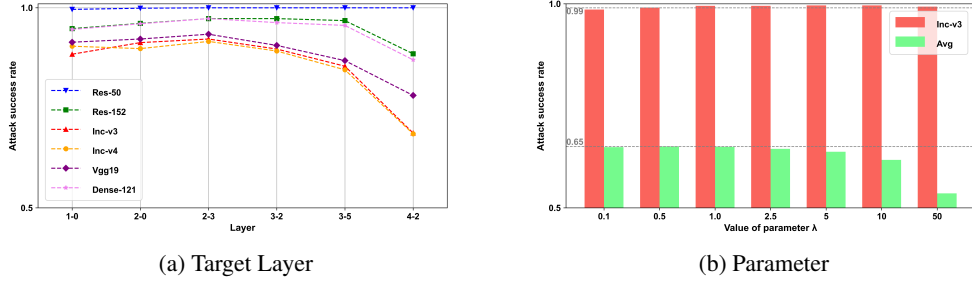 1.0
Attack success rate
0.5
Res-50
Res-152
Inc-v3
Inc-v4
Vgg19
Dense-121
1-0 2-0 2-3 3-2 3-5 4-2
Layer
(a) Target Layer
1.0
0.99
0.65
Attack success rate
0.5
Inc-v3
Avg
0.1 0.5 1.0 2.5 5 10 50
Value of parameter λ
(b) Parameter